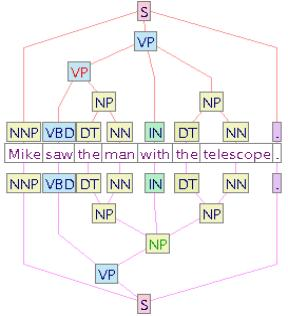 S
VP
VP
NP NP
NNP VBD DT NN IN DT NN .
Mike saw the man with the telescope .
NNP VBD DT NN IN DT NN .
NP NP
NP
VP
S